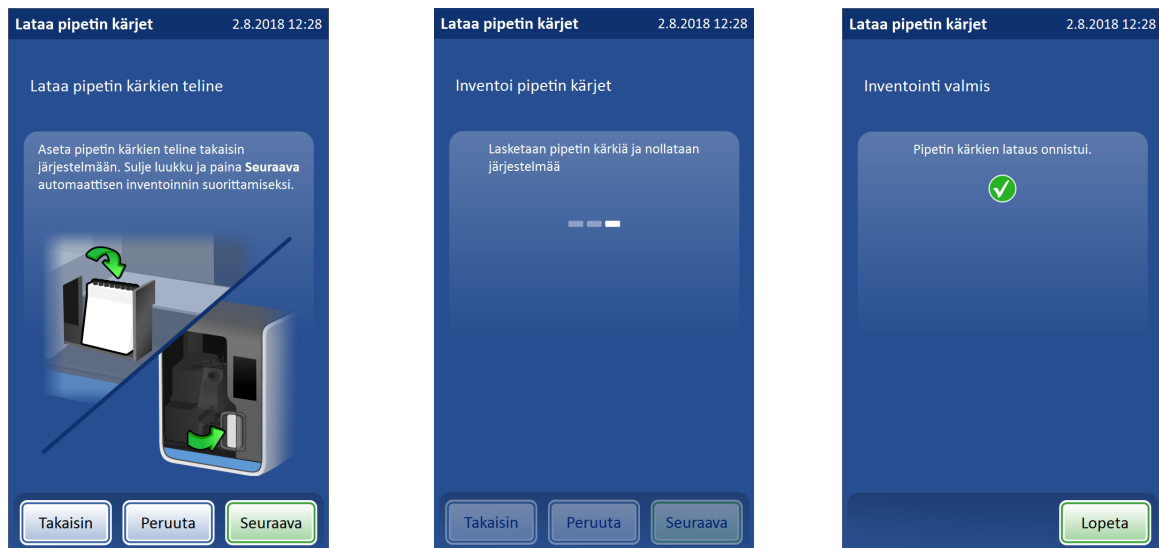 Lataa pipetin kärjet 2.8.2018 12:28
Lataa pipetin kärkien teline
Aseta pipetin kärkien teline takaisin
järjestelmään. Sulje luukku ja paina Seuraava
automaattisen inventoinnin suorittamiseksi.
Takaisin Peruuta Seuraava
Lataa pipetin kärjet 2.8.2018 12:28
Inventoi pipetin kärjet
Lasketaan pipetin kärkiä ja nollataan
järjestelmää
Takaisin Peruuta Seuraava
Lataa pipetin kärjet 2.8.2018 12:28
Inventointi valmis
Pipetin kärkien lataus onnistui.
Lopeta